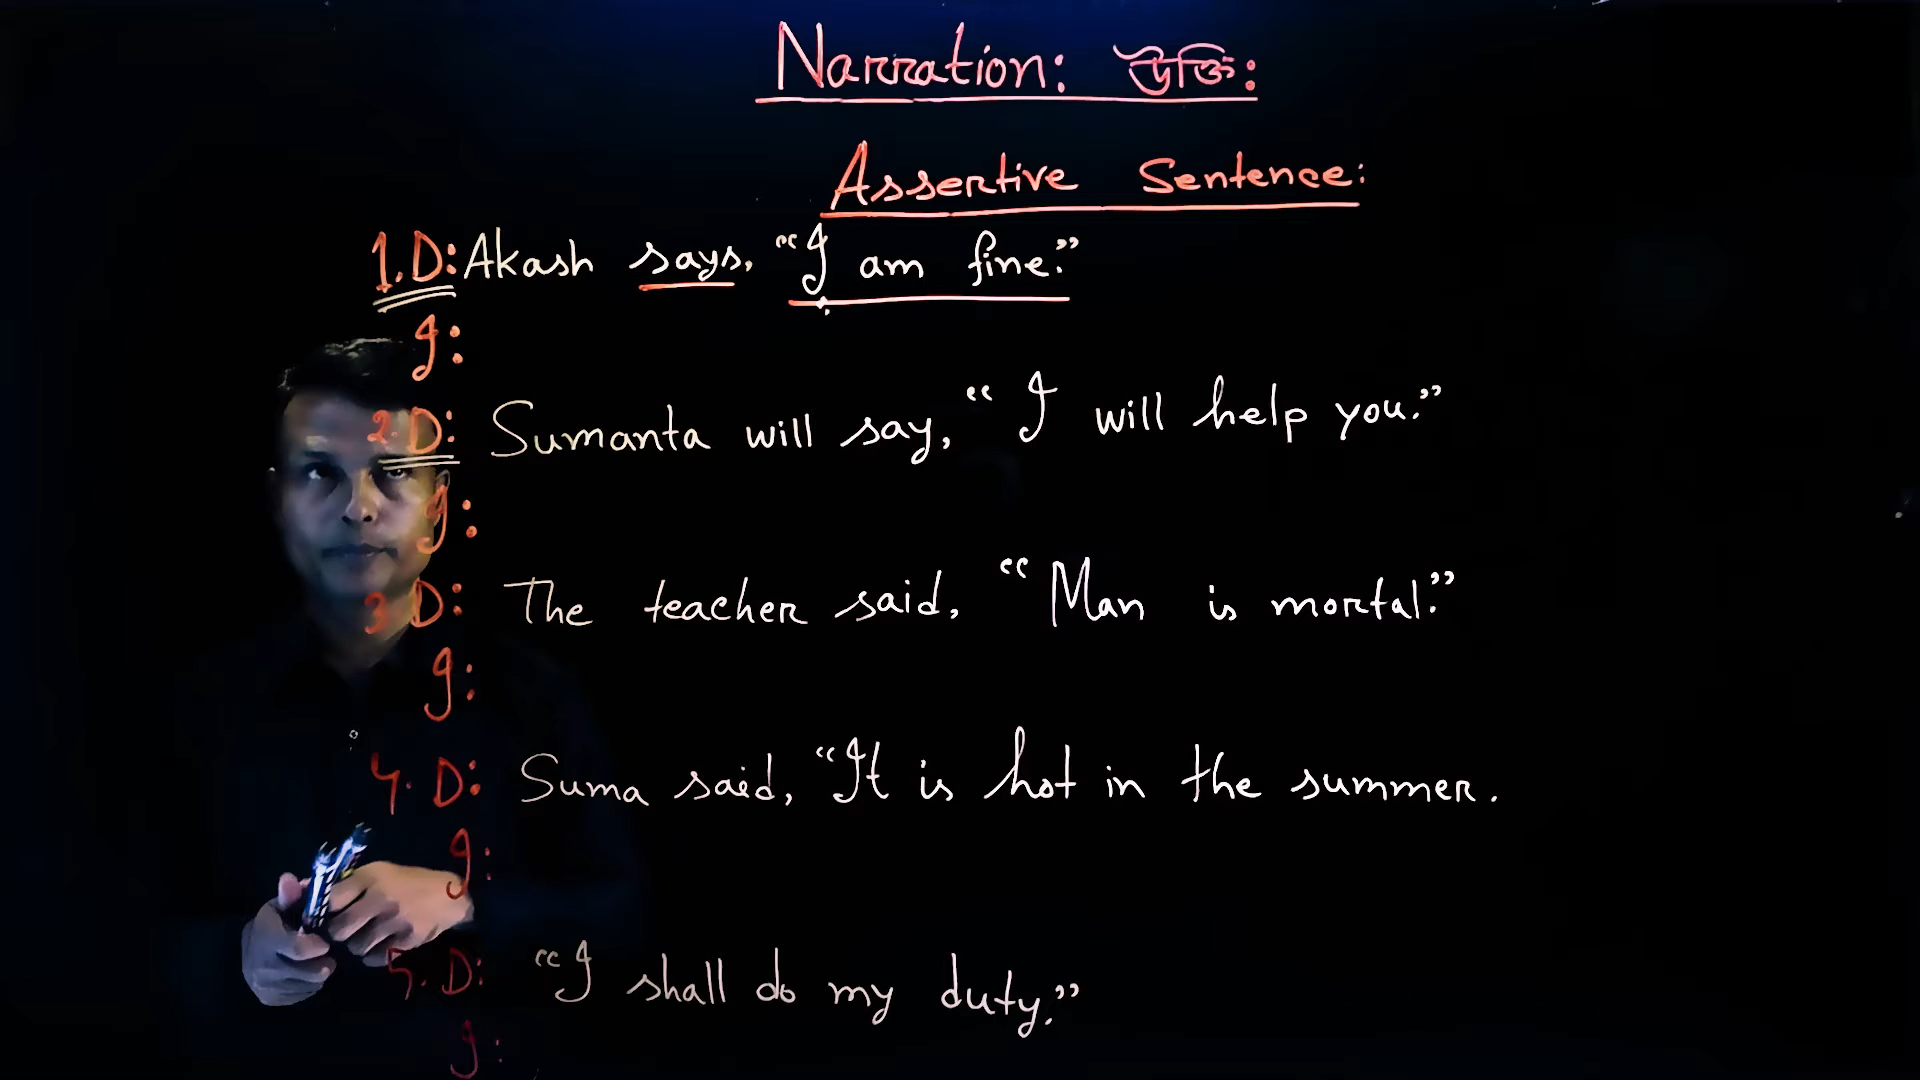 Narration: উক্তি:
Assertive Sentence:
1.D: Akash says, "I am fine."
I:
2.D: Sumanta will say, "I will help you."
I:
3 D: The teacher said, "Man is mortal."
I:
4. D: Suma said, "It is hot in the summer.
I:
5. D: "I shall do my duty."
I: